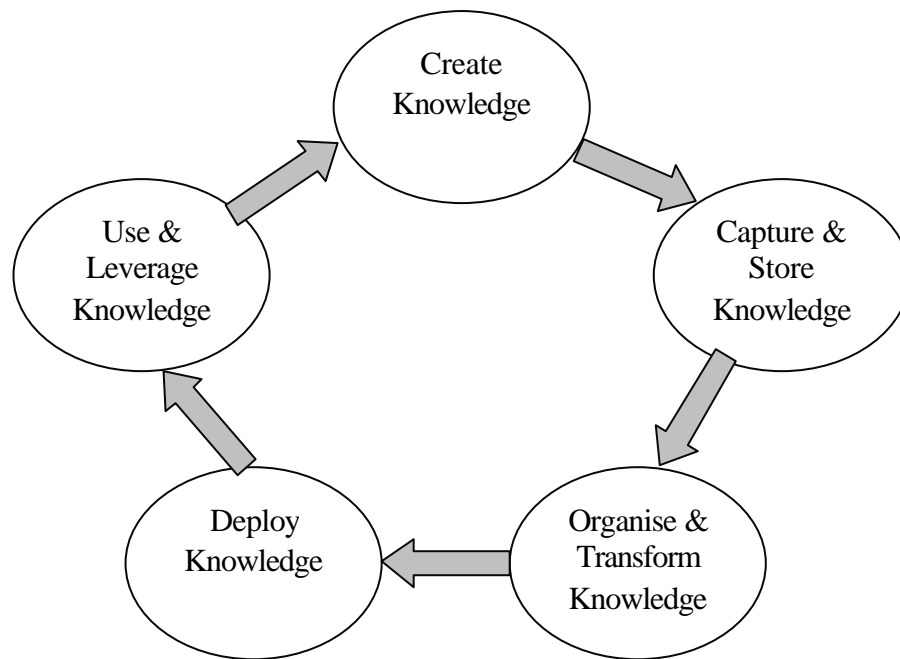 Create
Knowledge
Capture &
Store
Knowledge
Organise &
Transform
Knowledge
Deploy
Knowledge
Use &
Leverage
Knowledge